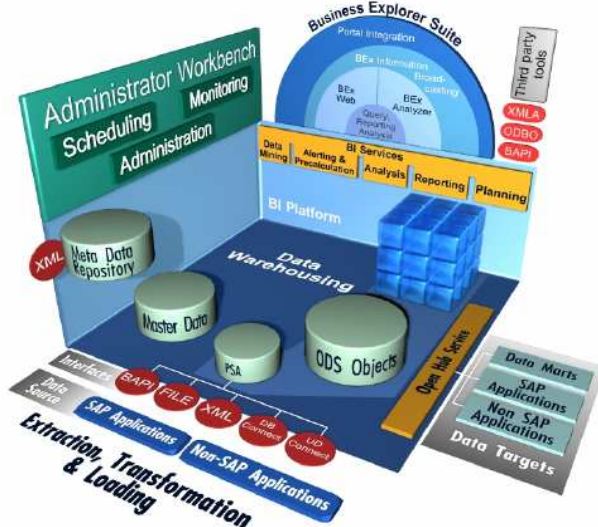 Business Explorer Suite
Portal Integration
BEx Information
Broad-
casting
BEx
Web
BEx
Analyzer
Query,
Reporting
Analysis
Third party
tools
XMLA
ODBO
BAPI
Administrator Workbench
Scheduling
Monitoring
Administration
BI Services
Data
Mining
Alerting &
Precalculation
Analysis
Reporting
Planning
BI Platform
Data
Warehousing
XML
Meta Data
Repository
Master Data
PSA
ODS Objects
Open Hub Service
Data Marts
SAP
Applications
Non SAP
Applications
Data Targets
Interfaces
BAPI
FILE
XML
DB
Connect
UD
Connect
Data
Source
SAP Applications
Non-SAP Applications
Extraction, Transformation
& Loading